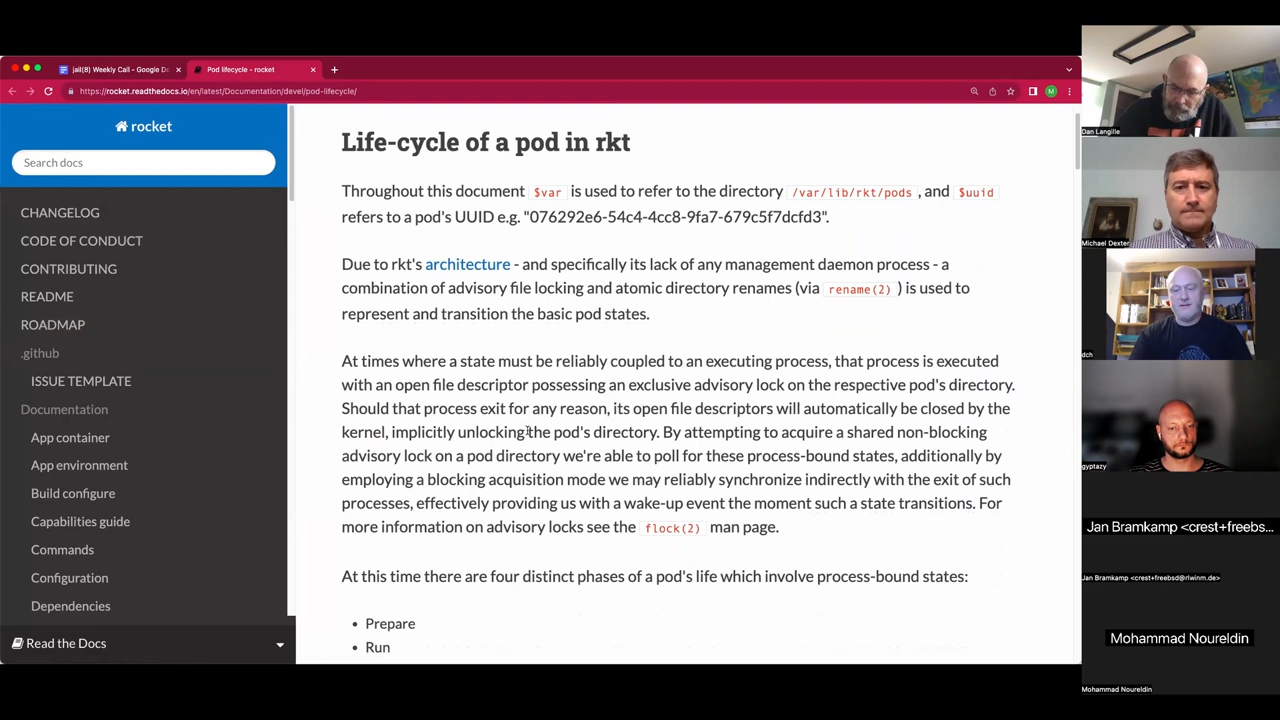 jail(8) Weekly Call - Google Do
Pod lifecycle - rocket
https://rocket.readthedocs.io/en/latest/Documentation/devel/pod-lifecycle/
M
rocket
Search docs
CHANGELOG
CODE OF CONDUCT
CONTRIBUTING
README
ROADMAP
.github
ISSUE TEMPLATE
Documentation
App container
App environment
Build configure
Capabilities guide
Commands
Configuration
Dependencies
Read the Docs
Life-cycle of a pod in rkt
Throughout this document $var is used to refer to the directory /var/lib/rkt/pods , and $uuid
refers to a pod's UUID e.g. "076292e6-54c4-4cc8-9fa7-679c5f7dcfd3".
Due to rkt's architecture - and specifically its lack of any management daemon process - a
combination of advisory file locking and atomic directory renames (via rename(2) ) is used to
represent and transition the basic pod states.
At times where a state must be reliably coupled to an executing process, that process is executed
with an open file descriptor possessing an exclusive advisory lock on the respective pod's directory.
Should that process exit for any reason, its open file descriptors will automatically be closed by the
kernel, implicitly unlocking the pod's directory. By attempting to acquire a shared non-blocking
advisory lock on a pod directory we're able to poll for these process-bound states, additionally by
employing a blocking acquisition mode we may reliably synchronize indirectly with the exit of such
processes, effectively providing us with a wake-up event the moment such a state transitions. For
more information on advisory locks see the flock(2) man page.
At this time there are four distinct phases of a pod's life which involve process-bound states:
• Prepare
• Run
Dan Langille
Michael Dexter
dch
gyptazy
Jan Bramkamp <crest+freebs...
Jan Bramkamp <crest+freebsd@rlwinm.de>
Mohammad Noureldin
Mohammad Noureldin